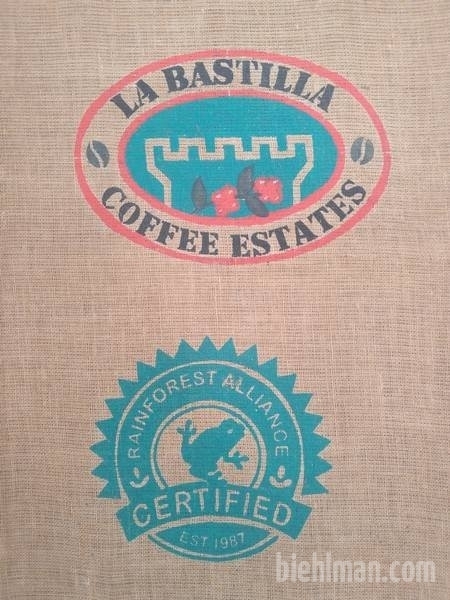 LA BASTILLA
COFFEE ESTATES
RAINFOREST ALLIANCE
CERTIFIED
EST 1987
biehlman.com